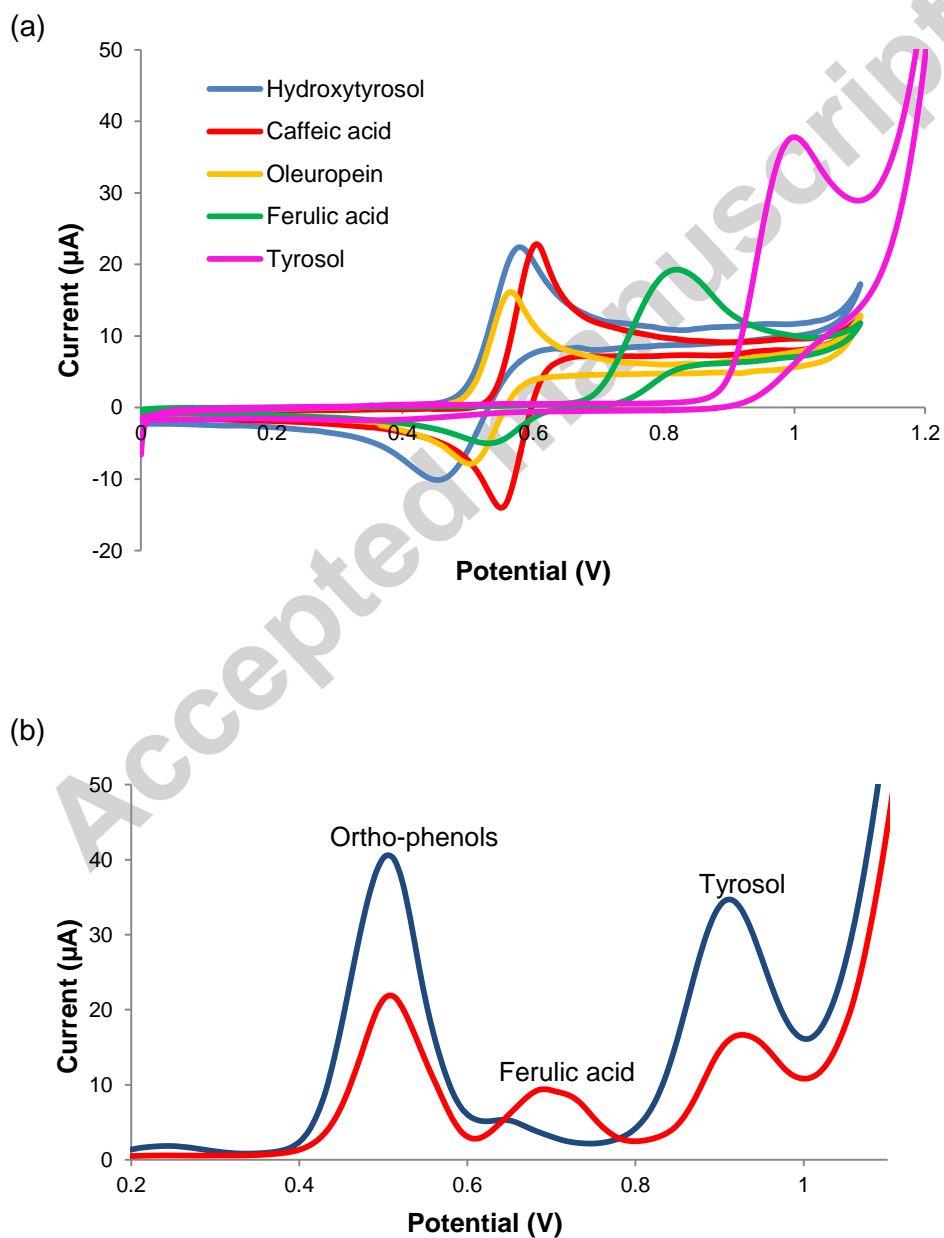 (a)
50
40
30
20
10
0
-10
-20
0
0.2
0.4
0.6
0.8
1
1.2
Current (µA)
Potential (V)
Hydroxytyrosol
Caffeic acid
Oleuropein
Ferulic acid
Tyrosol
Accepted manuscript
(b)
50
40
30
20
10
0
0.2
0.4
0.6
0.8
1
Current (µA)
Potential (V)
Ortho-phenols
Ferulic acid
Tyrosol